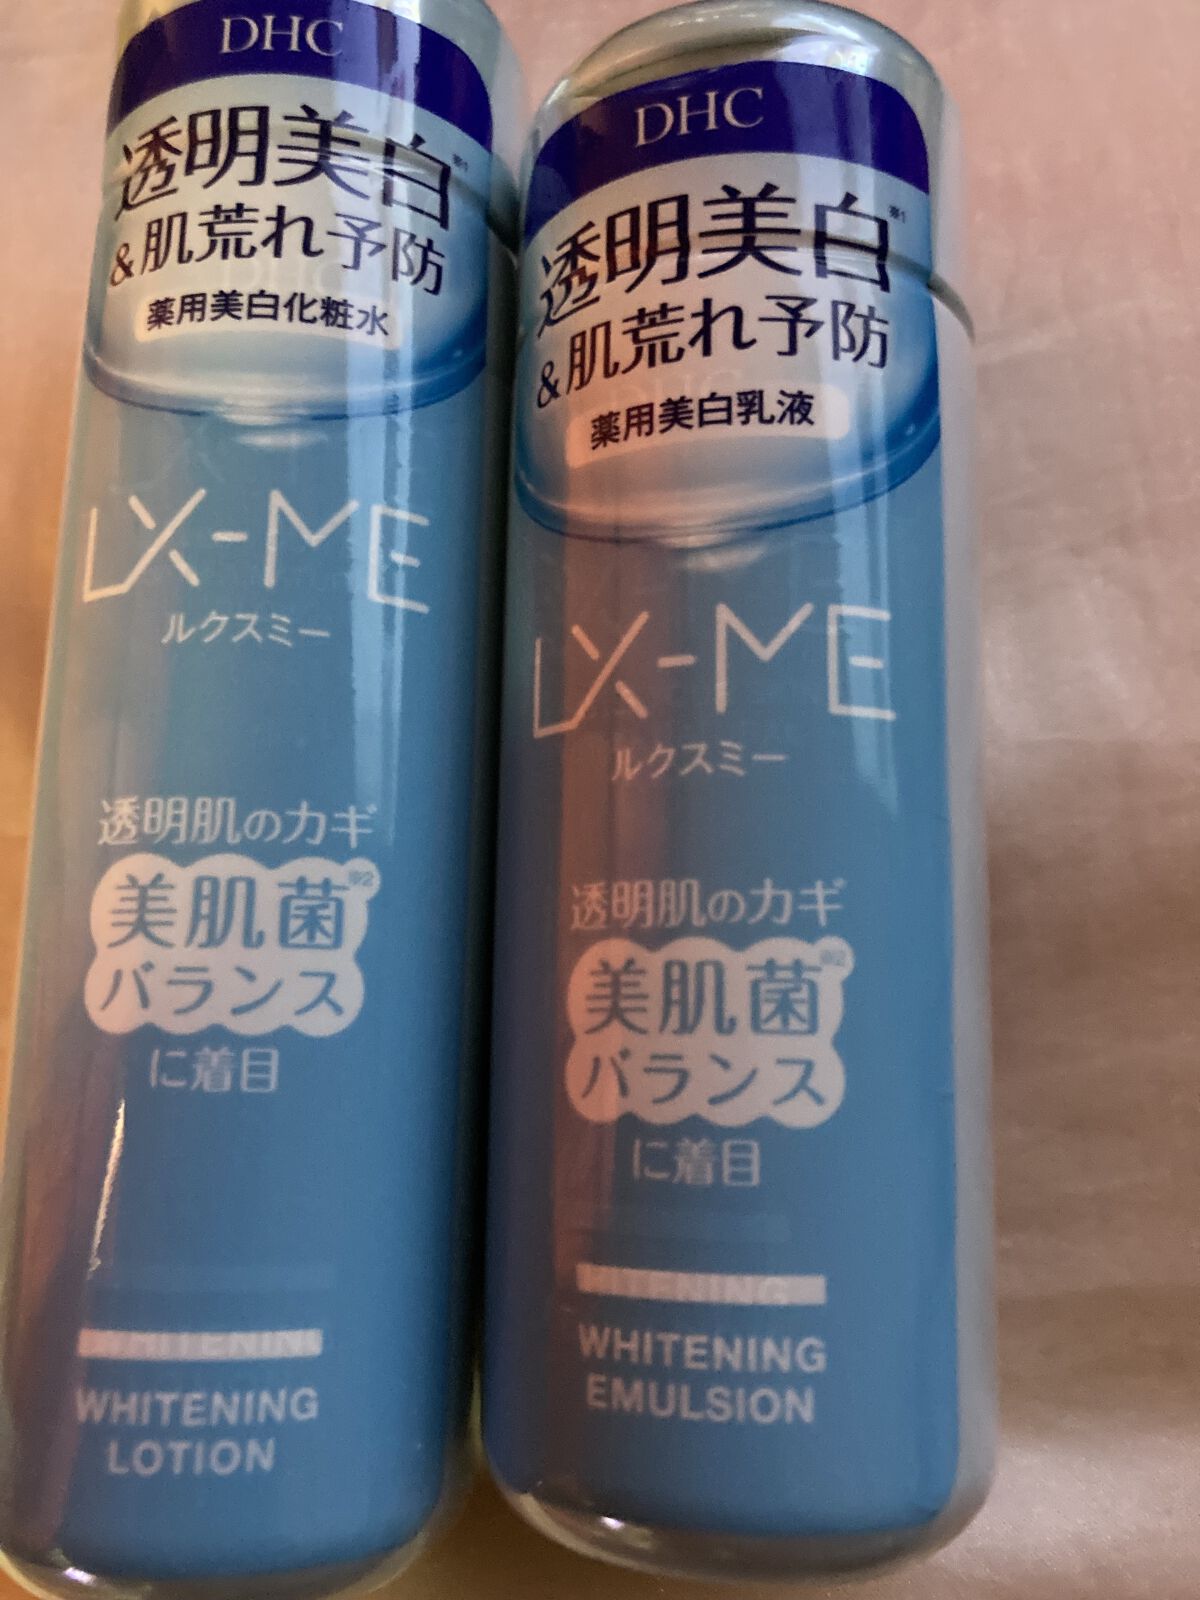 DHC
透明美白※1
&肌荒れ予防
薬用美白化粧水
LX-ME
ルクスミー
透明肌のカギ
美肌菌※2
バランス
に着目
WHITENING
LOTION
DHC
透明美白※1
&肌荒れ予防
薬用美白乳液
LX-ME
ルクスミー
透明肌のカギ
美肌菌※2
バランス
に着目
WHITENING
EMULSION